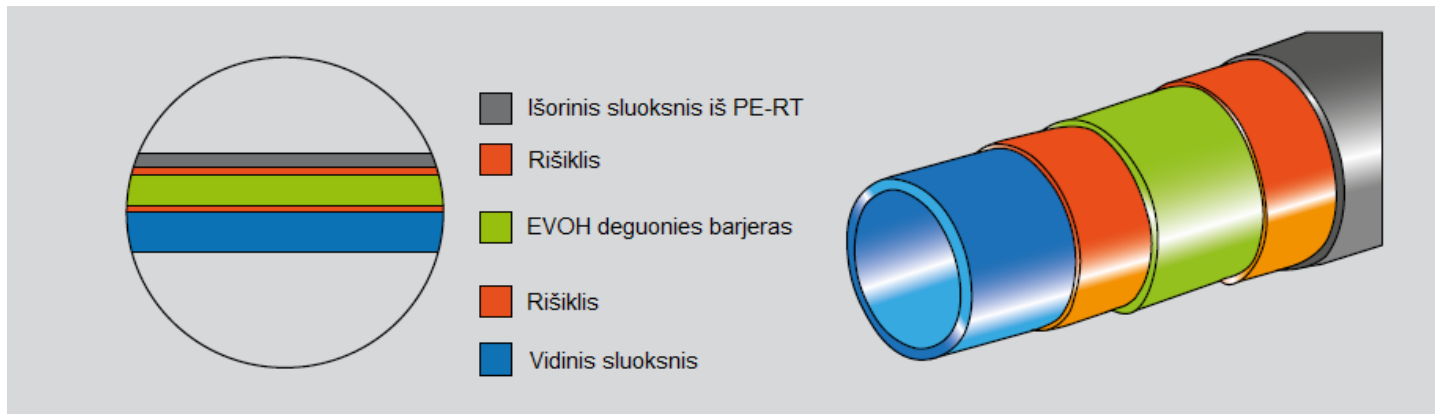 Išorinis sluoksnis iš PE-RT
Rišiklis
EVOH deguonies barjeras
Rišiklis
Vidinis sluoksnis